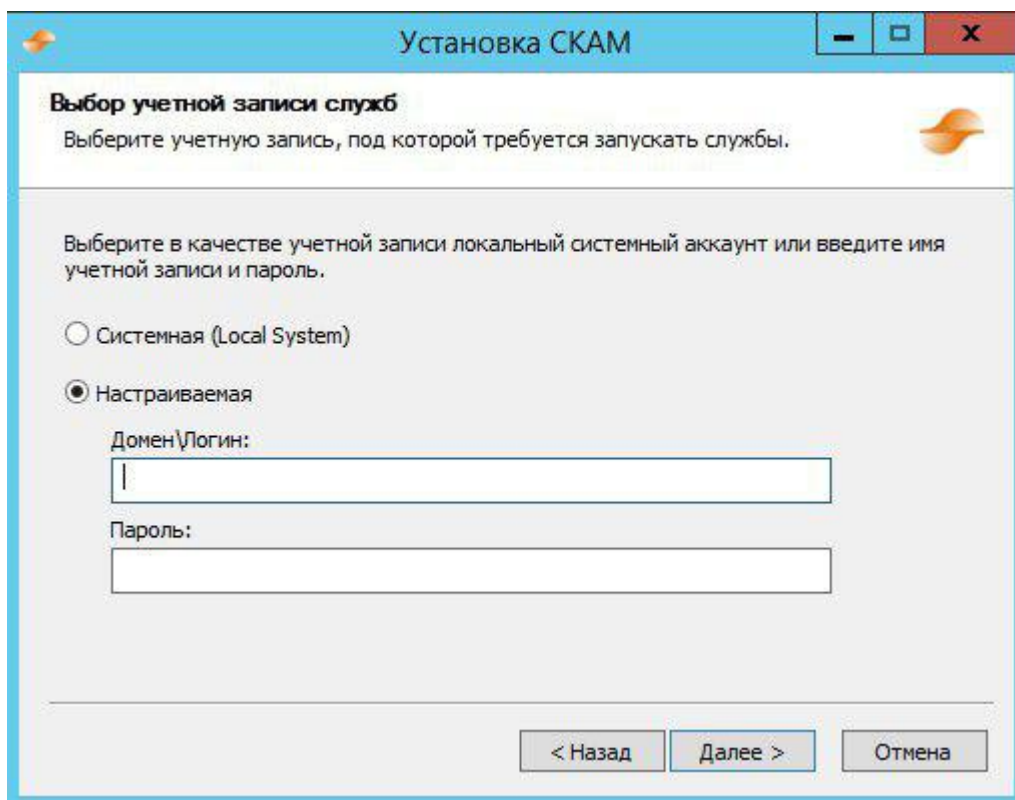 Установка СКАМ
Выбор учетной записи служб
Выберите учетную запись, под которой требуется запускать службы.
Выберите в качестве учетной записи локальный системный аккаунт или введите имя
учетной записи и пароль.
Системная (Local System)
Настраиваемая
Домен\Логин:
Пароль:
< Назад
Далее >
Отмена